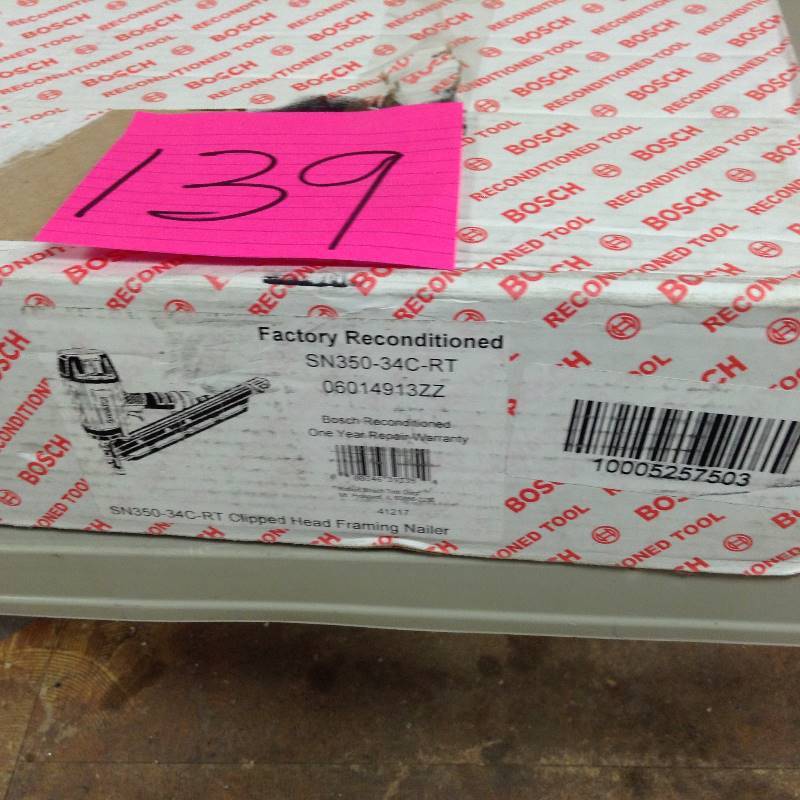 139
BOSCH RECONDITIONED TOOL
Factory Reconditioned
SN350-34C-RT
06014913ZZ
Bosch Reconditioned
One Year Repair Warranty
41217
SN350-34C-RT Clipped Head Framing Nailer
10005257503